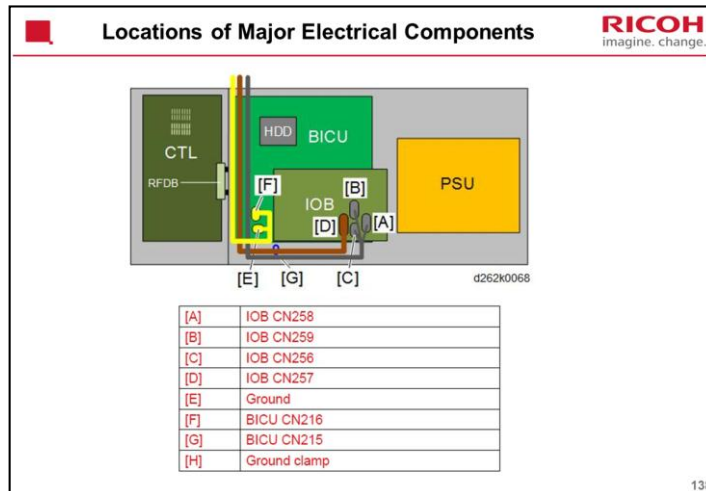 Locations of Major Electrical Components
RICOH
imagine. change.
HDD
BICU
CTL
RFDB
[F]
[B]
IOB
[D]
[A]
PSU
[E]
[G]
[C]
d262k0068
[A] IOB CN258
[B] IOB CN259
[C] IOB CN256
[D] IOB CN257
[E] Ground
[F] BICU CN216
[G] BICU CN215
[H] Ground clamp